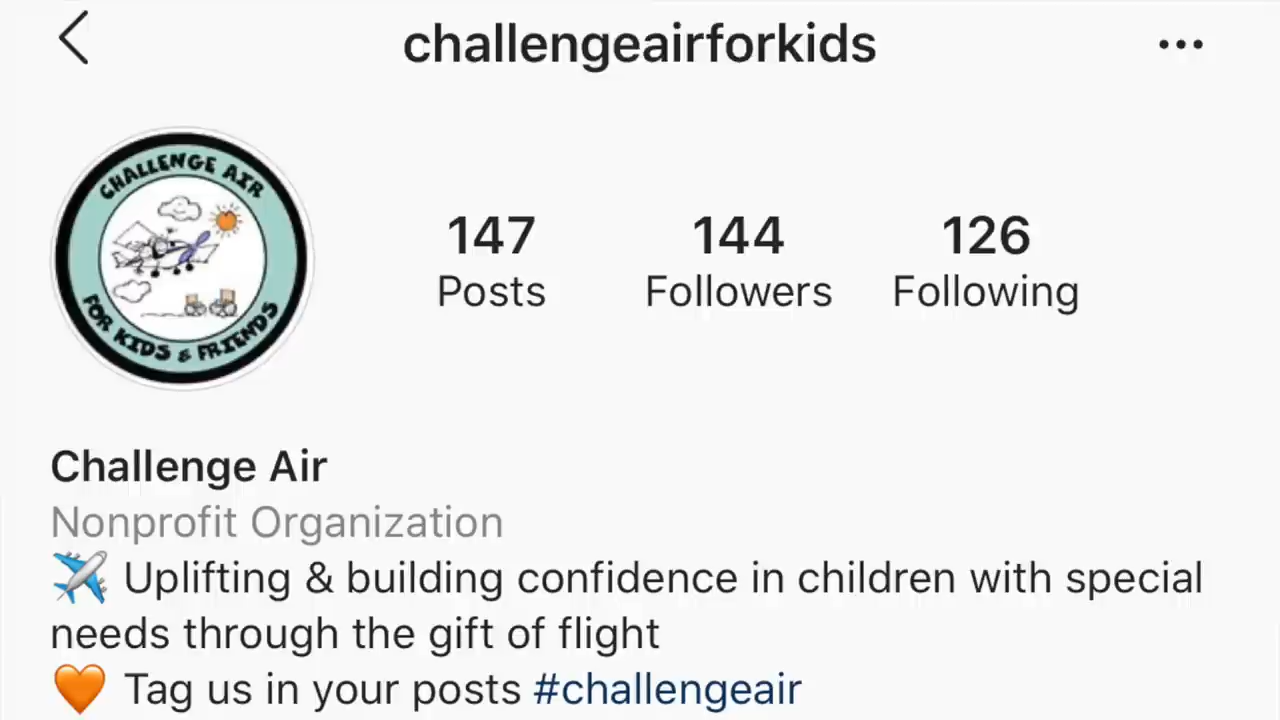 challengeairforkids
CHALLENGE AIR
FOR KIDS & FRIENDS
147 144 126
Posts Followers Following
Challenge Air
Nonprofit Organization
✈️ Uplifting & building confidence in children with special
needs through the gift of flight
🧡 Tag us in your posts #challengeair